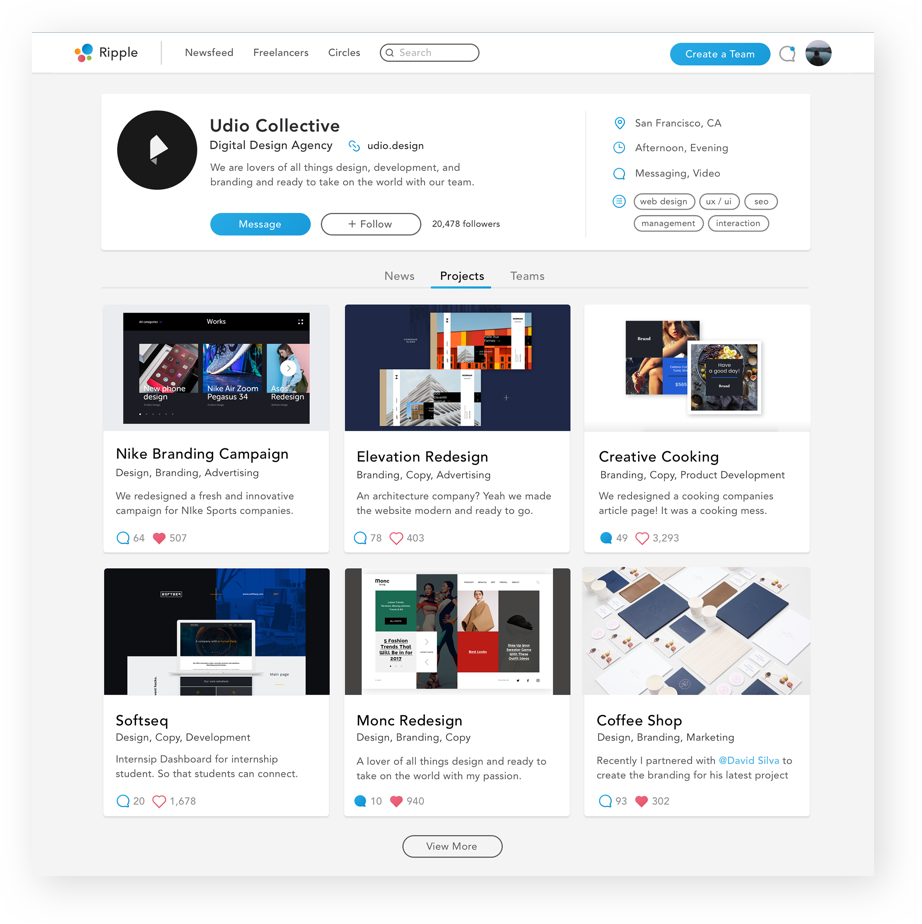 Ripple
Newsfeed
Freelancers
Circles
Search
Create a Team
Udio Collective
Digital Design Agency
udio.design
We are lovers of all things design, development, and
branding and ready to take on the world with our team.
Message
+ Follow
20,478 followers
San Francisco, CA
Afternoon, Evening
Messaging, Video
web design
ux / ui
seo
management
interaction
News
Projects
Teams
All categories
Works
New phone
design
Nike Air Zoom
Pegasus 34
Asos
Redesign
Nike Branding Campaign
Design, Branding, Advertising
We redesigned a fresh and innovative
campaign for NIke Sports companies.
64
507
Elevation Redesign
Branding, Copy, Advertising
An architecture company? Yeah we made
the website modern and ready to go.
78
403
Brand
$565
Have
a good day!
Brand
Creative Cooking
Branding, Copy, Product Development
We redesigned a cooking companies
article page! It was a cooking mess.
49
3,293
SOFTSEQ
Main page
Softseq
Design, Copy, Development
Internsip Dashboard for internship
student. So that students can connect.
20
1,678
Monc
5 Fashion
Trends That
Will Be in for
2017
Best Looks
Monc Redesign
Design, Branding, Copy
A lover of all things design and ready to
take on the world with my passion.
10
940
Coffee Shop
Design, Branding, Marketing
Recently I partnered with @David Silva to
create the branding for his latest project
93
302
View More